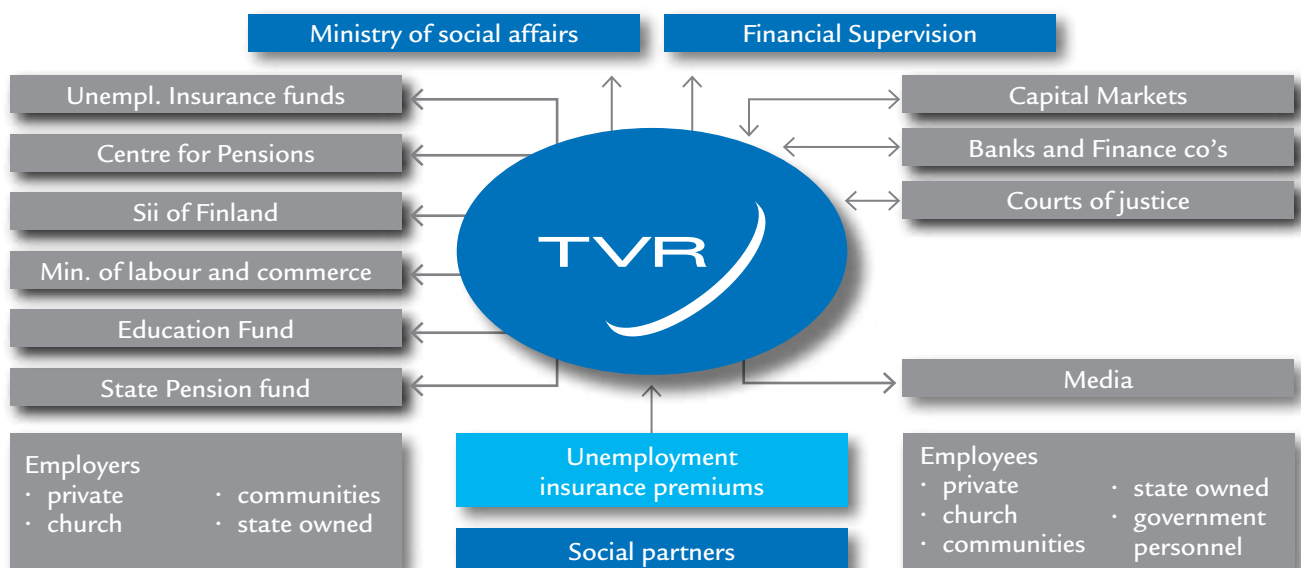 Ministry of social affairs
Financial Supervision
Unempl. Insurance funds
Centre for Pensions
Sii of Finland
Min. of labour and commerce
Education Fund
State Pension fund
TVR
Capital Markets
Banks and Finance co's
Courts of justice
Media
Employers
· private
· church
· communities
· state owned
Unemployment
insurance premiums
Social partners
Employees
· private
· church
· communities
· state owned
· government
personnel